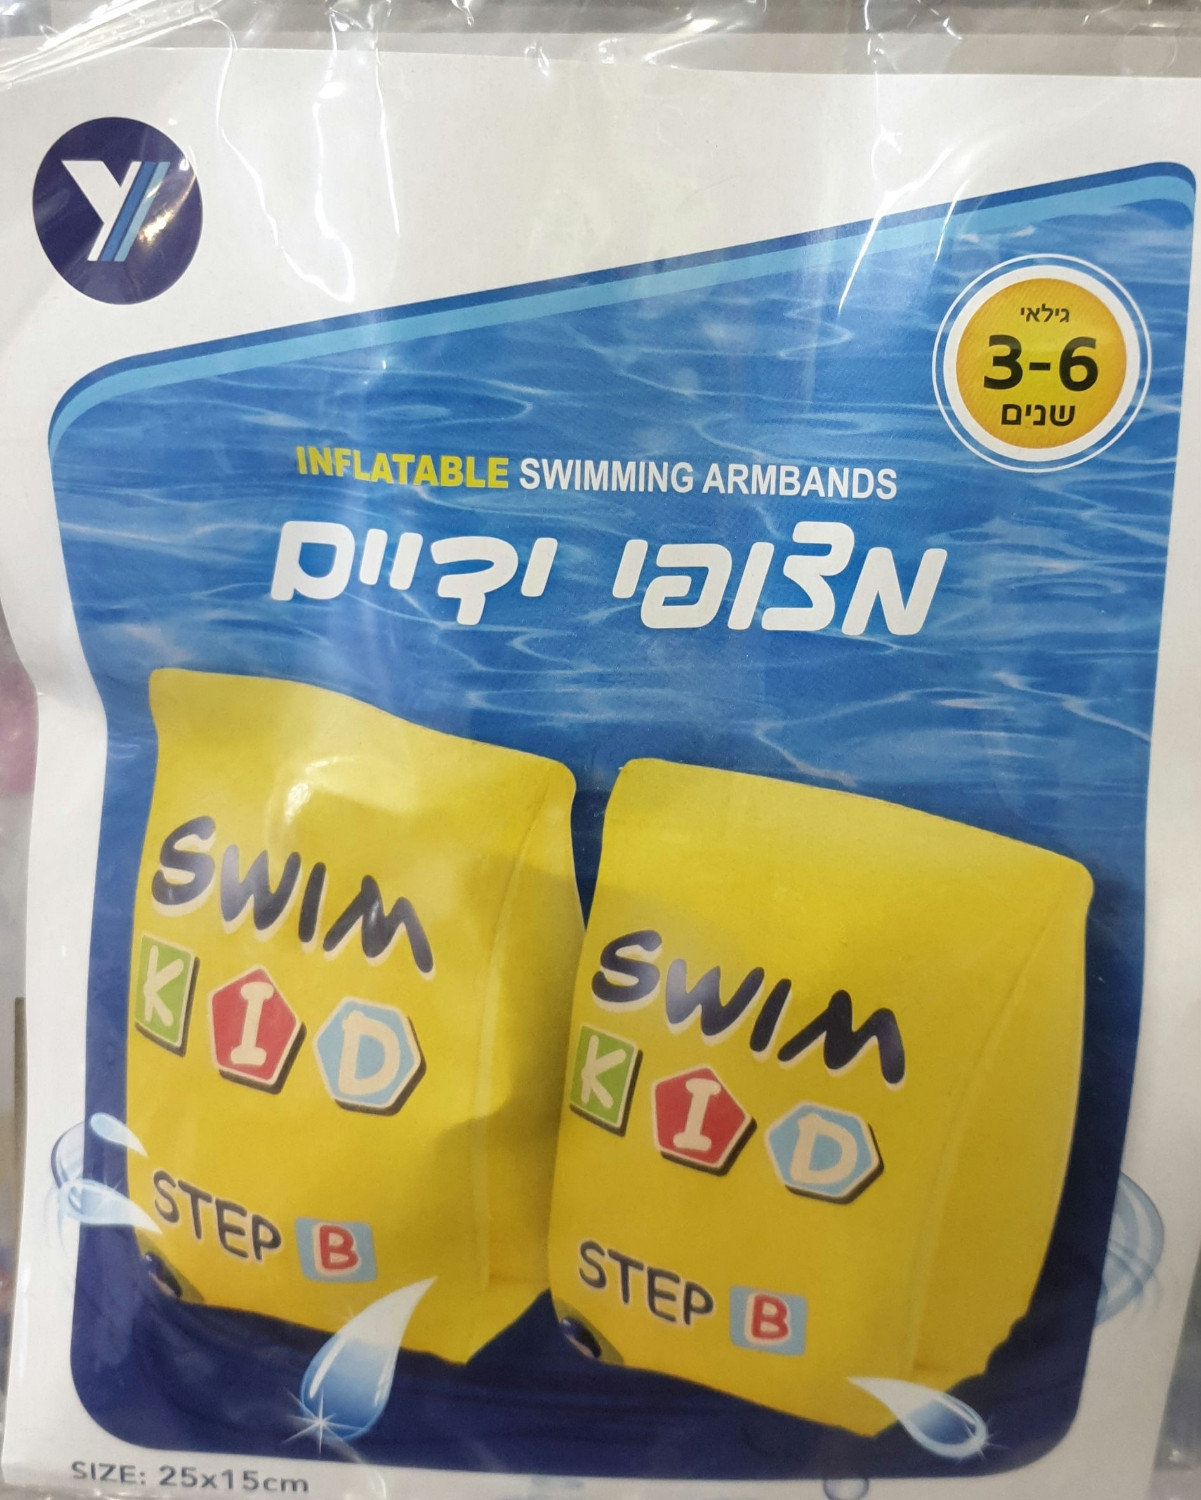 Y
גילאי
3-6
שנים
INFLATABLE SWIMMING ARMBANDS
מצופי ידיים
SWIM
KID
STEP B
SWIM
KID
STEP B
SIZE: 25x15cm